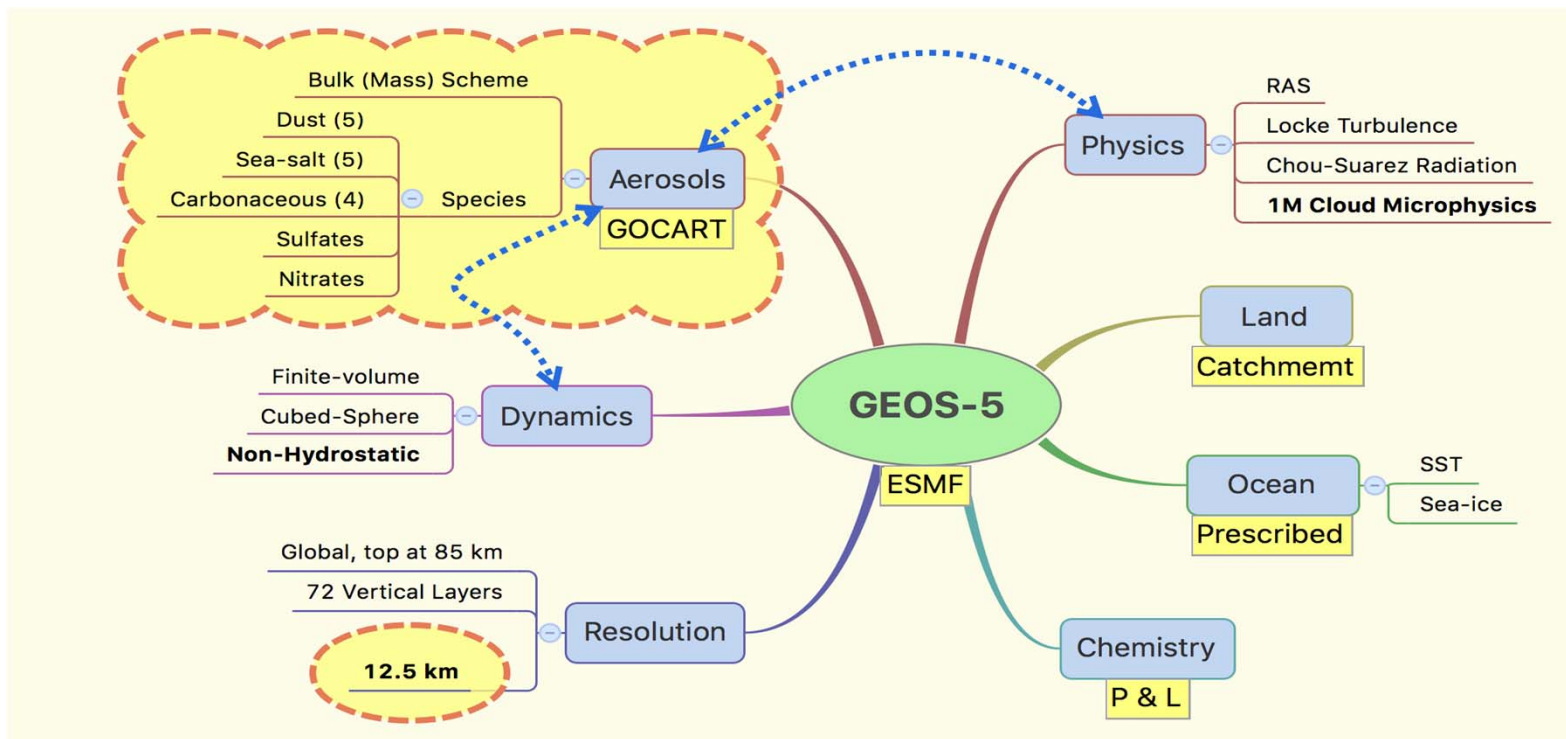 Bulk (Mass) Scheme
Dust (5)
Sea-salt (5)
Carbonaceous (4)
Sulfates
Nitrates
Species
Aerosols
GOCART
Physics
RAS
Locke Turbulence
Chou-Suarez Radiation
1M Cloud Microphysics
Land
Catchmemt
Finite-volume
Cubed-Sphere
Non-Hydrostatic
Dynamics
GEOS-5
ESMF
Ocean
Prescribed
SST
Sea-ice
Global, top at 85 km
72 Vertical Layers
12.5 km
Resolution
Chemistry
P & L